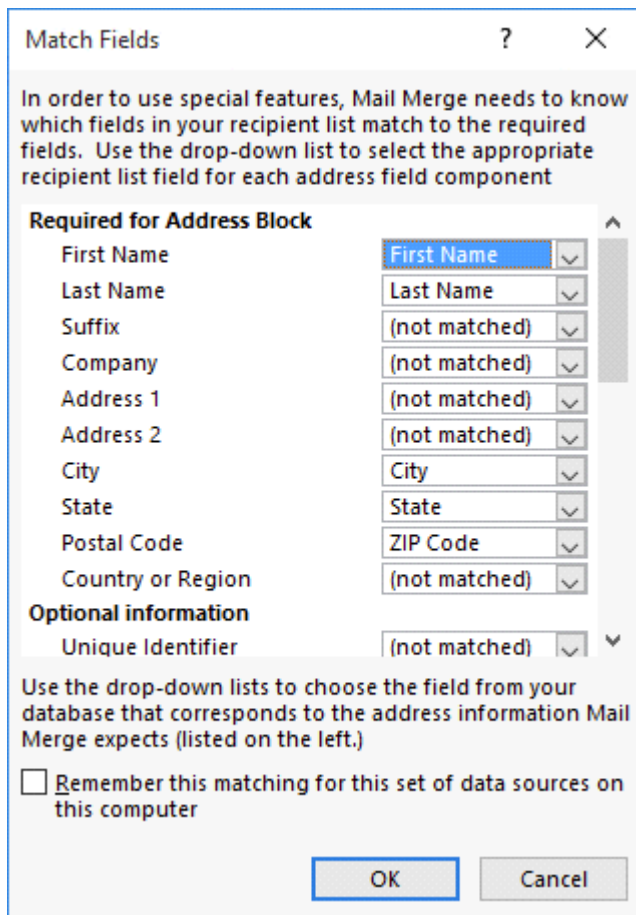 Match Fields ?
In order to use special features, Mail Merge needs to know
which fields in your recipient list match to the required
fields. Use the drop-down list to select the appropriate
recipient list field for each address field component
Required for Address Block
First Name First Name
Last Name Last Name
Suffix (not matched)
Company (not matched)
Address 1 (not matched)
Address 2 (not matched)
City City
State State
Postal Code ZIP Code
Country or Region (not matched)
Optional information
Unique Identifier (not matched)
Use the drop-down lists to choose the field from your
database that corresponds to the address information Mail
Merge expects (listed on the left.)
Remember this matching for this set of data sources on
this computer
OK Cancel